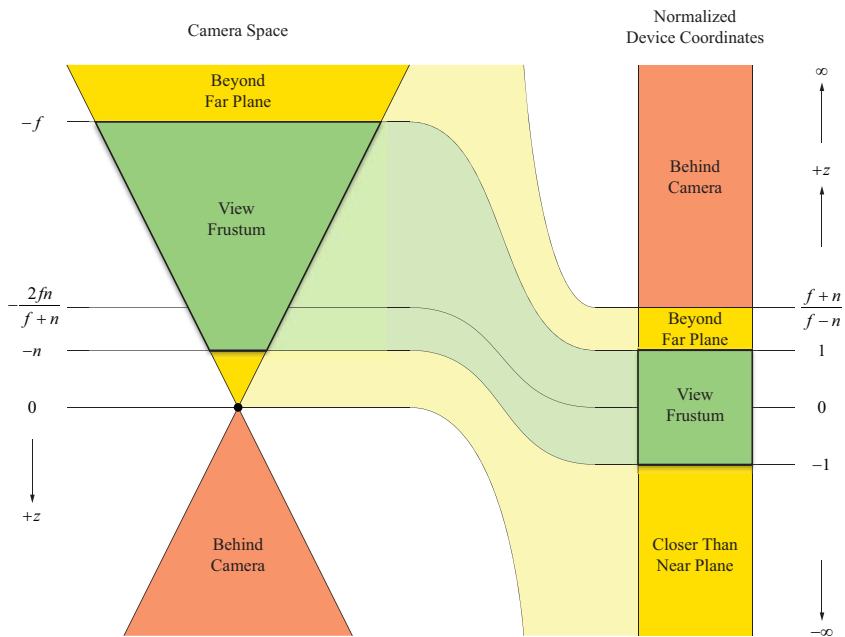 Camera Space
Normalized
Device Coordinates
Beyond
Far Plane
−f
View
Frustum
−2fn/f + n
−n
0
+z
Behind
Camera
∞
Behind
Camera
+z
f + n/f − n
Beyond
Far Plane
1
View
Frustum
0
−1
Closer Than
Near Plane
−∞